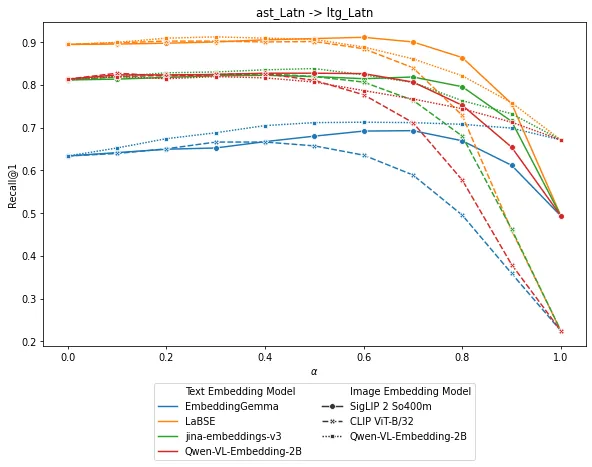 ast_Latn -> ltg_Latn
Recall@1
0.9
0.8
0.7
0.6
0.5
0.4
0.3
0.2
0.0 0.2 0.4 0.6 0.8 1.0
α
Text Embedding Model Image Embedding Model
EmbeddingGemma SigLIP 2 So400m
LaBSE CLIP ViT-B/32
jina-embeddings-v3 Qwen-VL-Embedding-2B
Qwen-VL-Embedding-2B